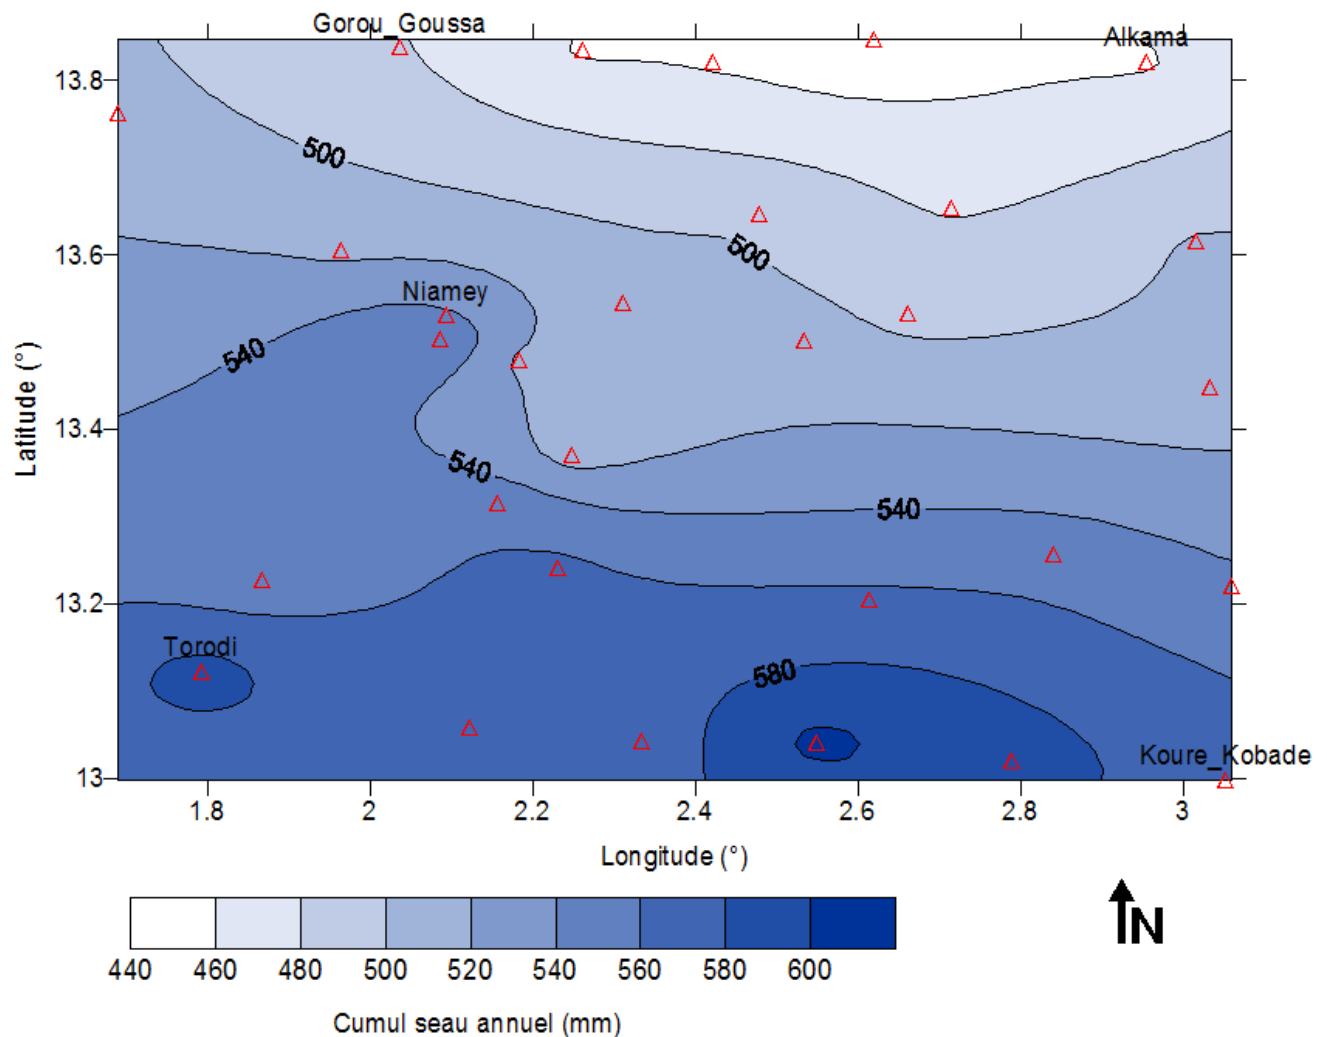 Gorou_Goussa
Alkama
13.8
500
13.6
500
Niamey
540
Latitude (°)
13.4
540
540
13.2
Torodi
580
Koure_Kobade
13
1.8 2 2.2 2.4 2.6 2.8 3
Longitude (°)
N
440 460 480 500 520 540 560 580 600
Cumul seau annuel (mm)